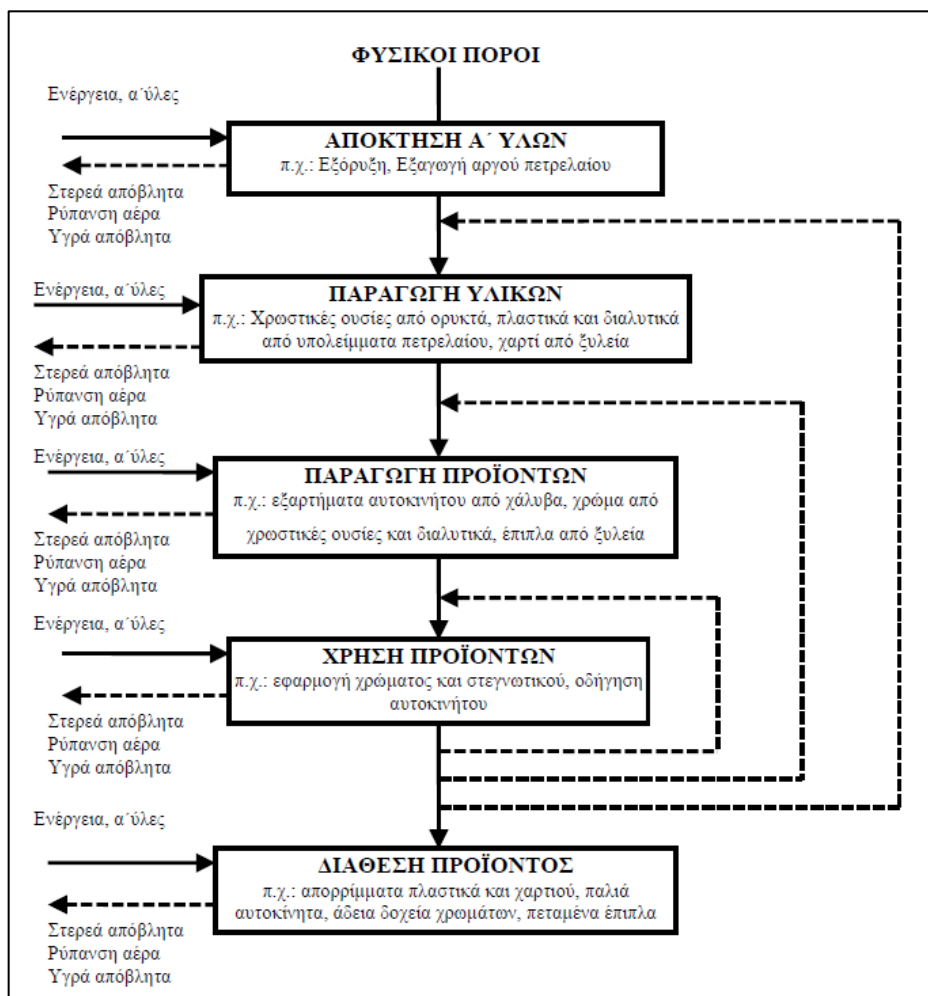 ΦΥΣΙΚΟΙ ΠΟΡΟΙ
Ενέργεια, α΄ύλες
ΑΠΟΚΤΗΣΗ Α΄ ΥΛΩΝ
π.χ.: Εξόρυξη, Εξαγωγή αργού πετρελαίου
Στερεά απόβλητα
Ρύπανση αέρα
Υγρά απόβλητα
Ενέργεια, α΄ύλες
ΠΑΡΑΓΩΓΗ ΥΛΙΚΩΝ
π.χ.: Χρωστικές ουσίες από ορυκτά, πλαστικά και διαλυτικά
από υπολείμματα πετρελαίου, χαρτί από ξυλεία
Στερεά απόβλητα
Ρύπανση αέρα
Υγρά απόβλητα
Ενέργεια, α΄ύλες
ΠΑΡΑΓΩΓΗ ΠΡΟΪΟΝΤΩΝ
π.χ.: εξαρτήματα αυτοκινήτου από χάλυβα, χρώμα από
χρωστικές ουσίες και διαλυτικά, έπιπλα από ξυλεία
Στερεά απόβλητα
Ρύπανση αέρα
Υγρά απόβλητα
Ενέργεια, α΄ύλες
ΧΡΗΣΗ ΠΡΟΪΟΝΤΩΝ
π.χ.: εφαρμογή χρώματος και στεγνωτικού, οδήγηση
αυτοκινήτου
Στερεά απόβλητα
Ρύπανση αέρα
Υγρά απόβλητα
Ενέργεια, α΄ύλες
ΔΙΑΘΕΣΗ ΠΡΟΪΟΝΤΟΣ
π.χ.: απορρίμματα πλαστικά και χαρτιού, παλιά
αυτοκίνητα, άδεια δοχεία χρωμάτων, πεταμένα έπιπλα
Στερεά απόβλητα
Ρύπανση αέρα
Υγρά απόβλητα